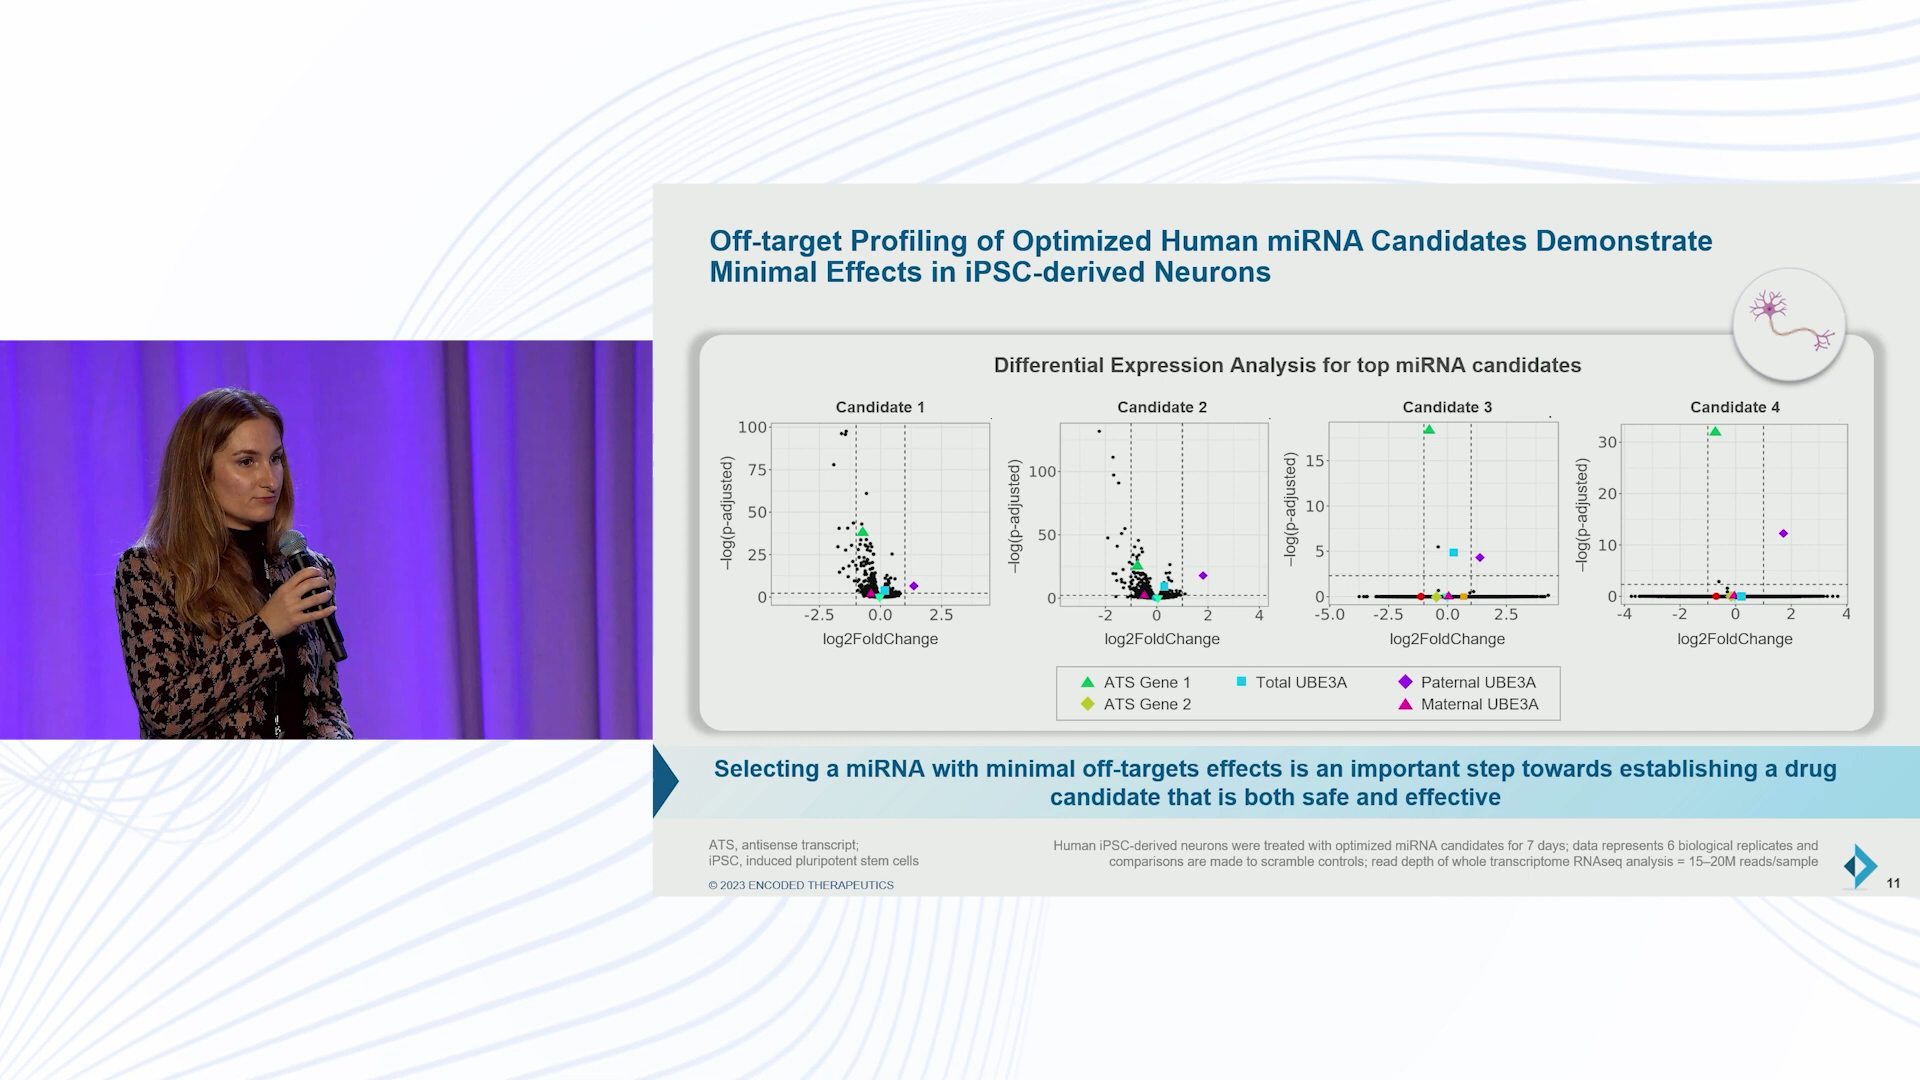 Off-target Profiling of Optimized Human miRNA Candidates Demonstrate
Minimal Effects in iPSC-derived Neurons
Differential Expression Analysis for top miRNA candidates
Candidate 1
100
75
50
25
0
-2.5 0.0 2.5
–log(p-adjusted)
log2FoldChange
Candidate 2
100
50
0
-2 0 2 4
–log(p-adjusted)
log2FoldChange
Candidate 3
15
10
5
0
-5.0 -2.5 0.0 2.5
–log(p-adjusted)
log2FoldChange
Candidate 4
30
20
10
0
-4 -2 0 2 4
–log(p-adjusted)
log2FoldChange
ATS Gene 1 Total UBE3A Paternal UBE3A
ATS Gene 2 Maternal UBE3A
Selecting a miRNA with minimal off-targets effects is an important step towards establishing a drug
candidate that is both safe and effective
ATS, antisense transcript;
iPSC, induced pluripotent stem cells
© 2023 ENCODED THERAPEUTICS
Human iPSC-derived neurons were treated with optimized miRNA candidates for 7 days; data represents 6 biological replicates and
comparisons are made to scramble controls; read depth of whole transcriptome RNAseq analysis = 15–20M reads/sample
11